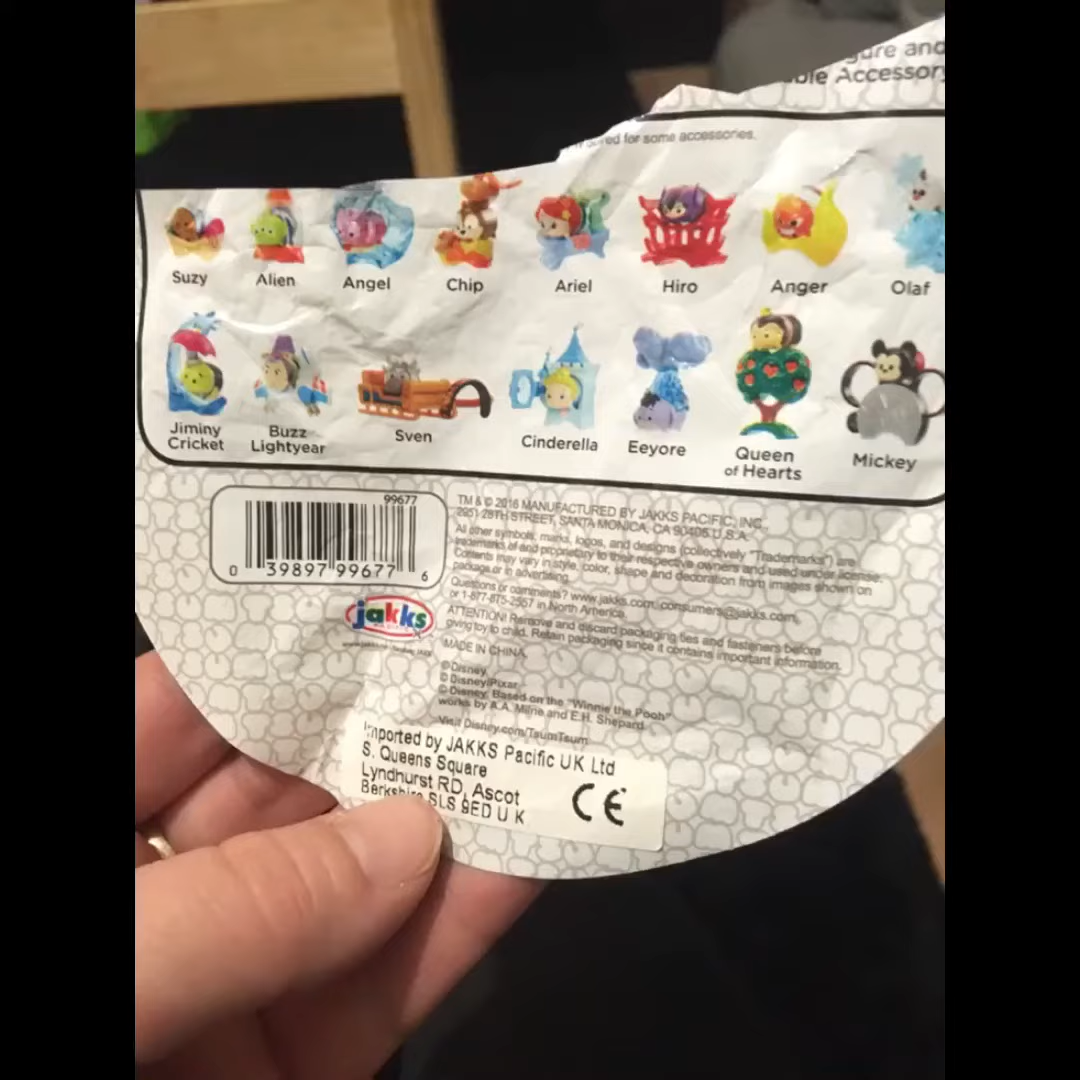 and
Accessory
for some accessories.
Suzy Alien Angel Chip Ariel Hiro Anger Olaf
Jiminy Cricket Buzz Lightyear Sven Cinderella Eeyore Queen of Hearts Mickey
99677
0 39897 99677 6
jakks
TM & © 2016 MANUFACTURED BY JAKKS PACIFIC, INC.,
2951 28TH STREET, SANTA MONICA, CA 90405 U.S.A.
All other symbols, marks, logos, and designs (collectively "Trademarks") are
trademarks of and proprietary to their respective owners and used under license.
Contents may vary in style, color, shape and decoration from images shown on
package or in advertising.
Questions or comments? www.jakks.com, consumers@jakks.com,
or 1-877-875-2557 in North America.
ATTENTION! Remove and discard packaging ties and fasteners before
giving toy to child. Retain packaging since it contains important information.
MADE IN CHINA.
©Disney
©Disney/Pixar
©Disney. Based on the "Winnie the Pooh"
works by A.A. Milne and E.H. Shepard.
Visit Disney.com/TsumTsum
Imported by JAKKS Pacific UK Ltd
S. Queens Square
Lyndhurst RD, Ascot
Berkshire SLS 9ED U K
CE